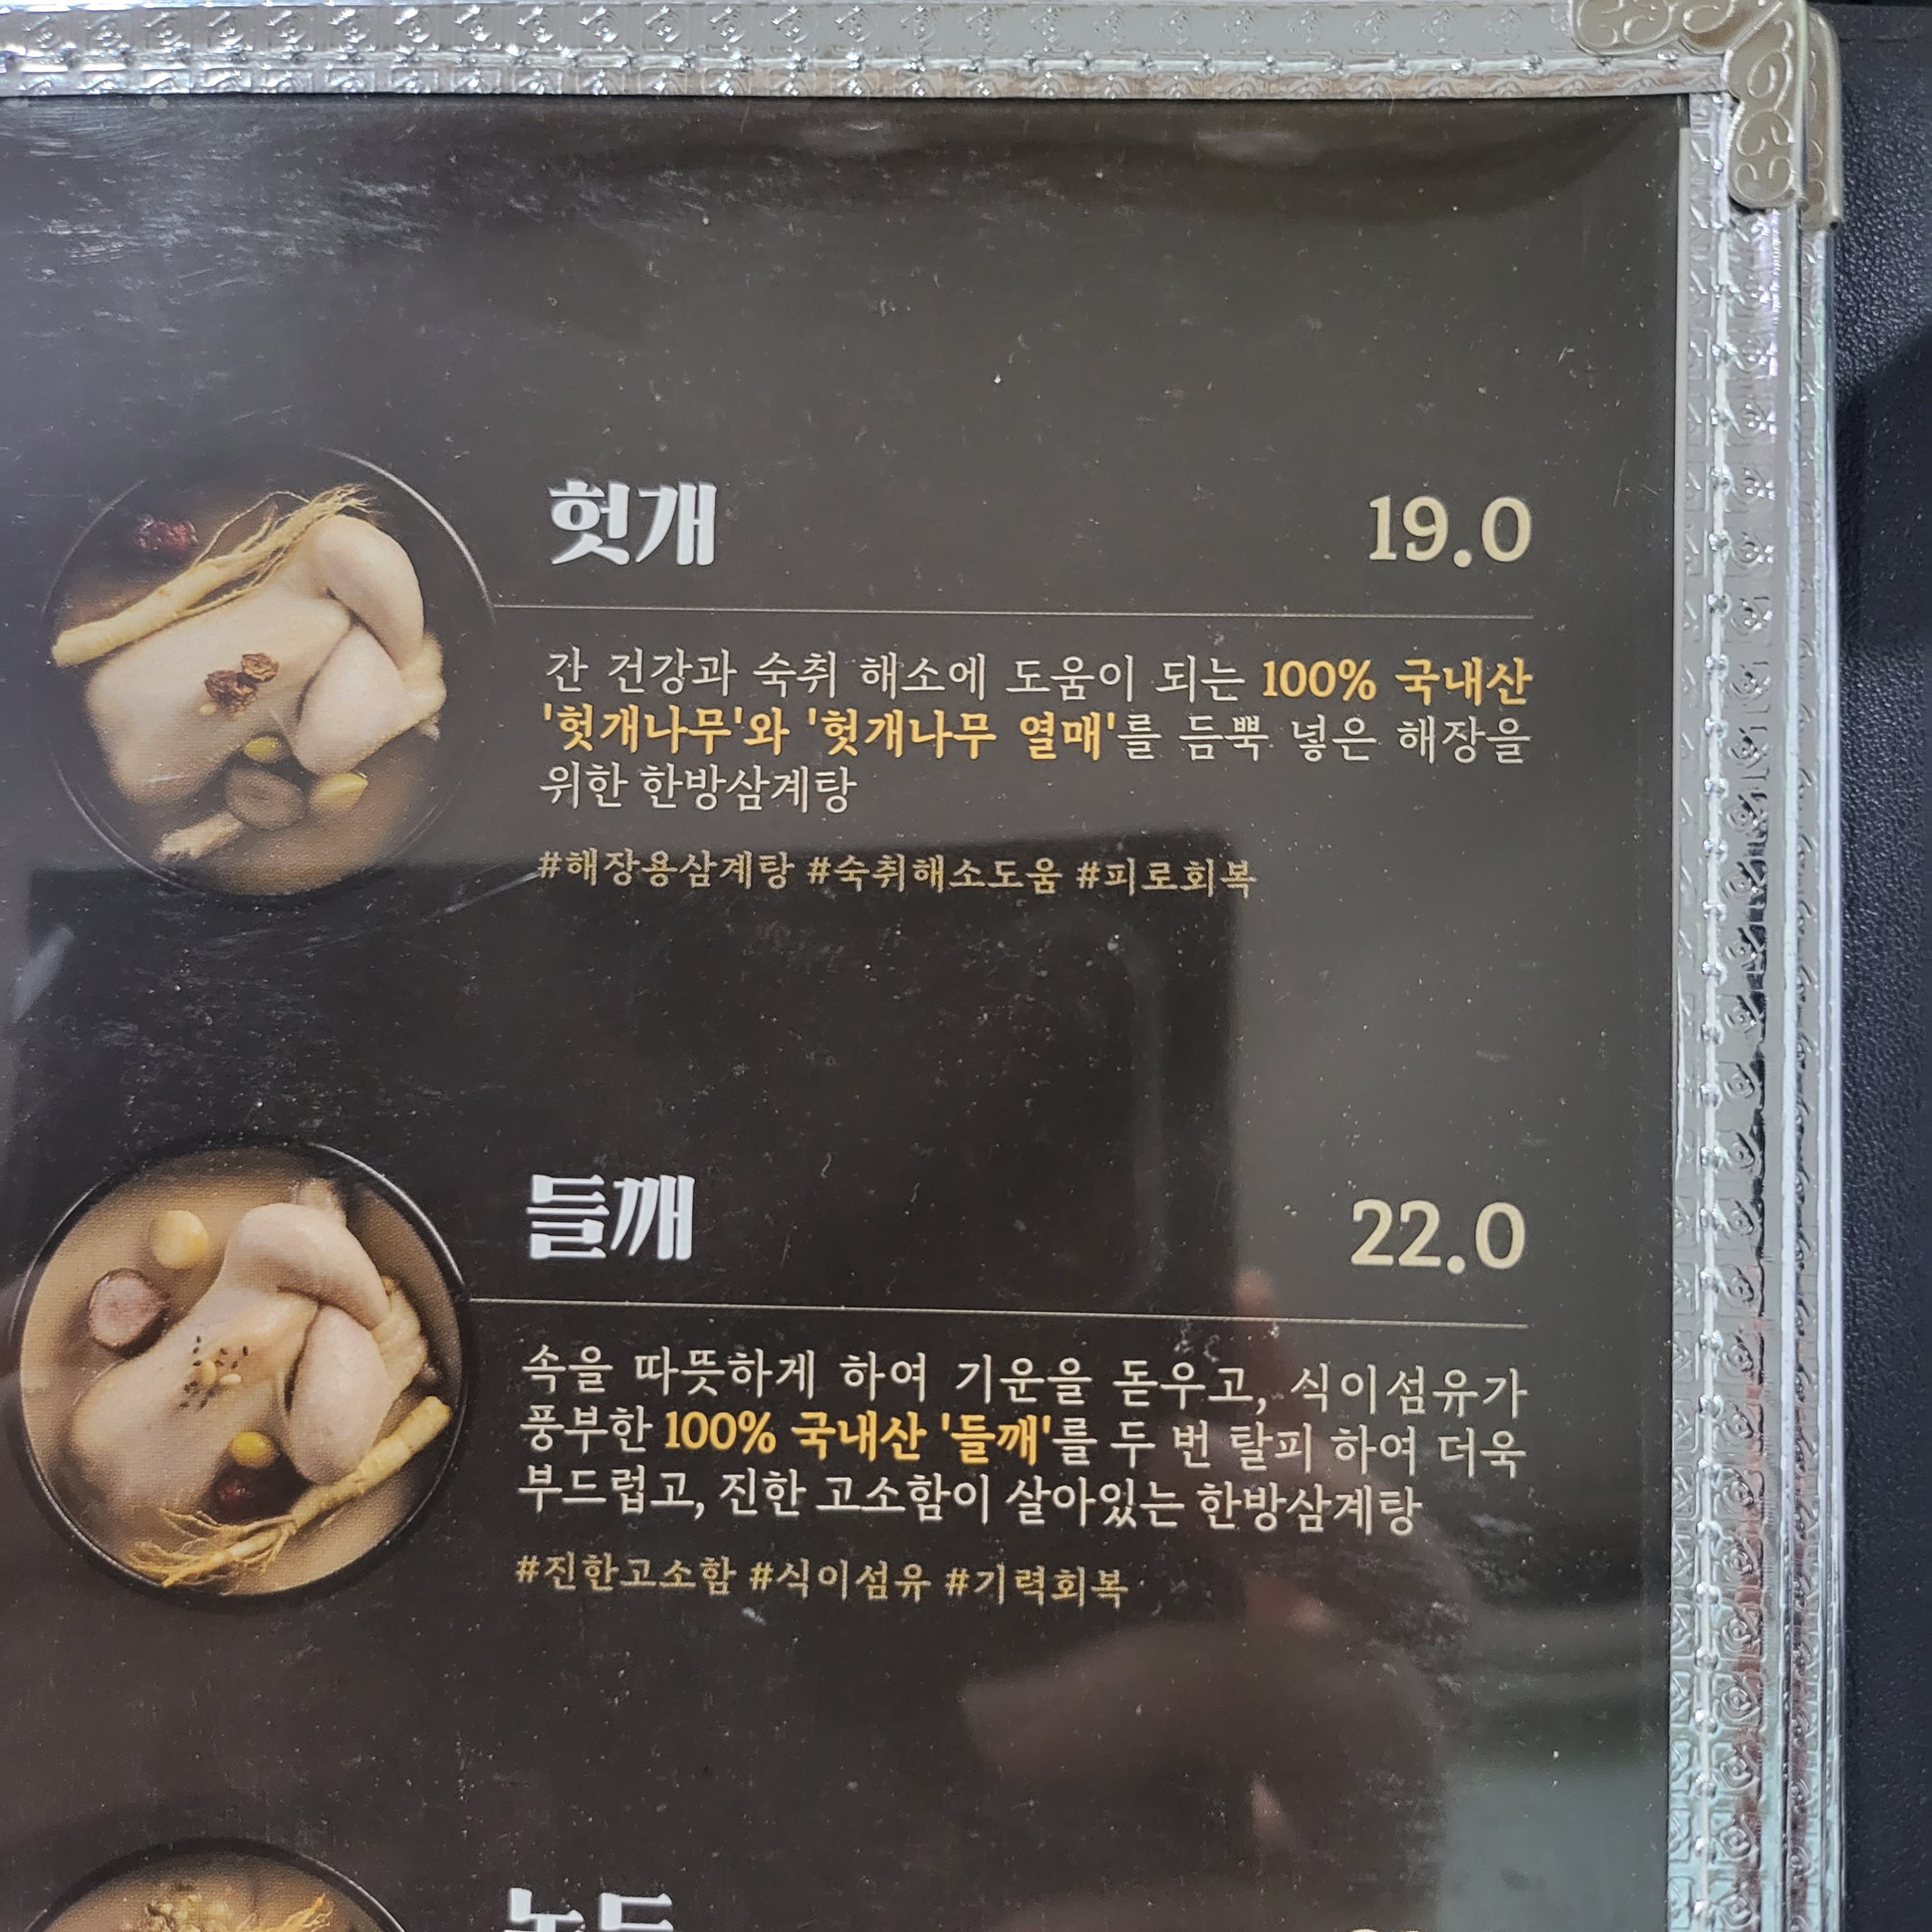 헛개
19.0
간 건강과 숙취 해소에 도움이 되는 100% 국내산
'헛개나무'와 '헛개나무 열매'를 듬뿍 넣은 해장을
위한 한방삼계탕
#해장용삼계탕 #숙취해소도움 #피로회복
들깨
22.0
속을 따뜻하게 하여 기운을 돋우고, 식이섬유가
풍부한 100% 국내산 '들깨'를 두 번 탈피 하여 더욱
부드럽고, 진한 고소함이 살아있는 한방삼계탕
#진한고소함 #식이섬유 #기력회복